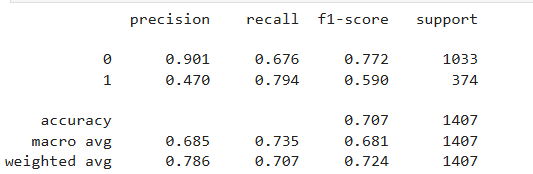 precision recall f1-score support
0 0.901 0.676 0.772 1033
1 0.470 0.794 0.590 374
accuracy 0.707 1407
macro avg 0.685 0.735 0.681 1407
weighted avg 0.786 0.707 0.724 1407